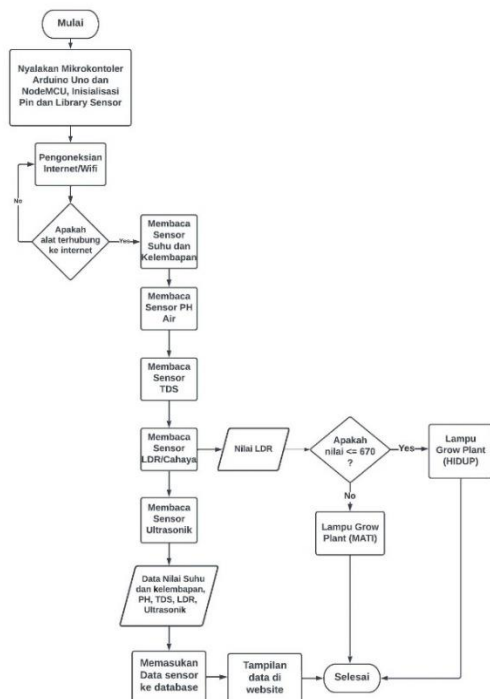 Mulai
Nyalakan Mikrokontoler
Arduino Uno dan
NodeMCU, Inisialisasi
Pin dan Library Sensor
Pengoneksian
Internet/Wifi
No
Apakah
alat terhubung
ke internet
Yes
Membaca
Sensor
Suhu dan
Kelembapan
Membaca
Sensor PH
Air
Membaca
Sensor
TDS
Membaca
Sensor
LDR/Cahaya
Nilai LDR
Apakah
nilai <= 670
?
Yes
Lampu
Grow Plant
(HIDUP)
No
Lampu Grow
Plant (MATI)
Membaca
Sensor
Ultrasonik
Data Nilai Suhu
dan kelembapan,
PH, TDS, LDR,
Ultrasonik
Memasukan
Data sensor
ke database
Tampilan
data di
website
Selesai